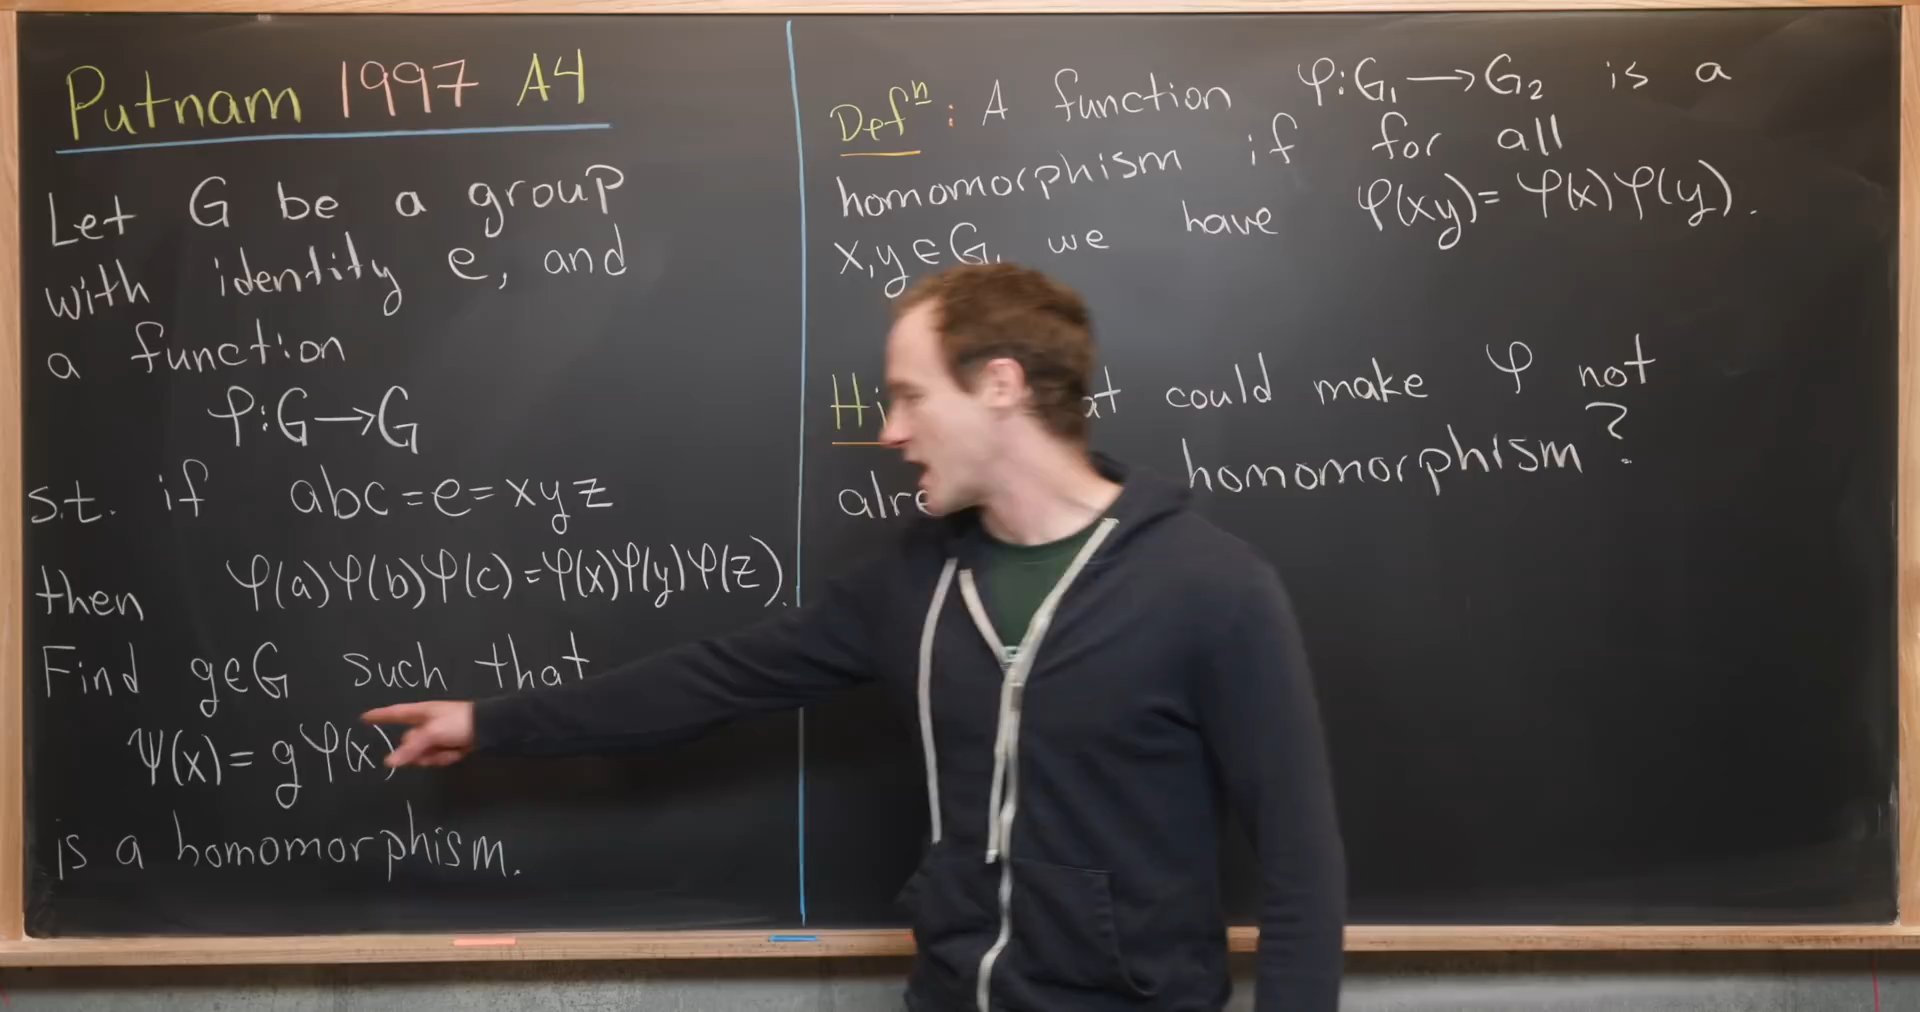 Putnam 1997 A4
Let G be a group
with identity e, and
a function
φ:G→G
s.t. if abc=e=xyz
then φ(a)φ(b)φ(c)=φ(x)φ(y)φ(z).
Find g∈G such that
ψ(x)=gφ(x)
is a homomorphism.
Defⁿ: A function φ:G₁→G₂ is a
homomorphism if for all
x,y∈G, we have φ(xy)=φ(x)φ(y).
could make φ not
homomorphism?